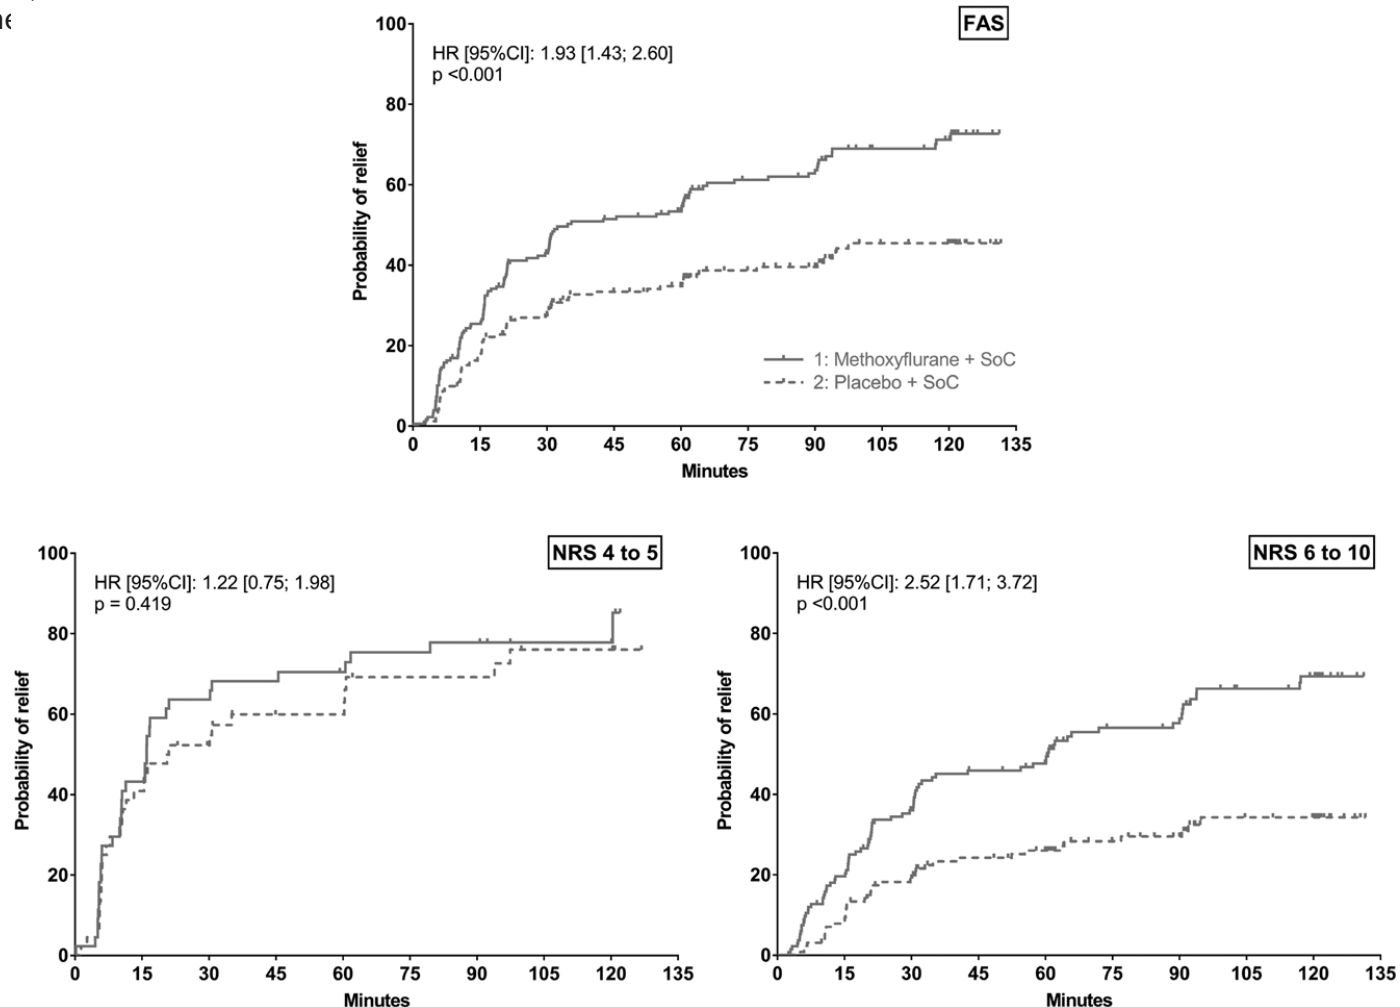 FAS
HR [95%CI]: 1.93 [1.43; 2.60]
p <0.001
Probability of relief
100
80
60
40
20
0
1: Methoxyflurane + SoC
2: Placebo + SoC
0 15 30 45 60 75 90 105 120 135
Minutes
NRS 4 to 5
HR [95%CI]: 1.22 [0.75; 1.98]
p = 0.419
Probability of relief
100
80
60
40
20
0
0 15 30 45 60 75 90 105 120 135
Minutes
NRS 6 to 10
HR [95%CI]: 2.52 [1.71; 3.72]
p <0.001
Probability of relief
100
80
60
40
20
0
0 15 30 45 60 75 90 105 120 135
Minutes